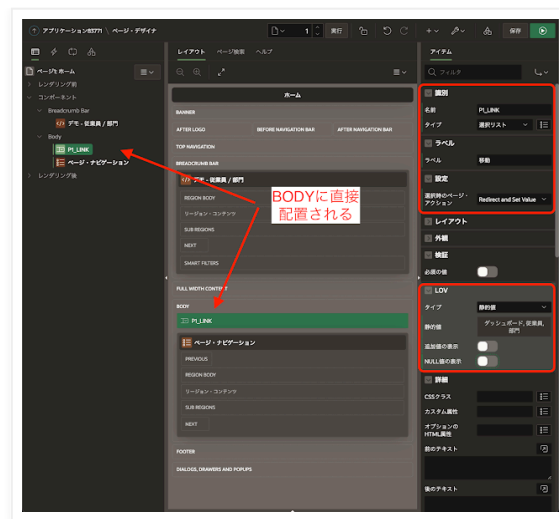 アプリケーション83771 \ ページ・デザイナ
1
実行
保存
ページ1: ホーム
レンダリング前
コンポーネント
Breadcrumb Bar
デモ - 従業員 / 部門
Body
P1_LINK
ページ・ナビゲーション
レンダリング後
レイアウト
ページ検索
ヘルプ
ホーム
BANNER
AFTER LOGO
BEFORE NAVIGATION BAR
AFTER NAVIGATION BAR
TOP NAVIGATION
BREADCRUMB BAR
デモ - 従業員 / 部門
REGION BODY
リージョン・コンテンツ
SUB REGIONS
NEXT
SMART FILTERS
BODYに直接
配置される
FULL WIDTH CONTENT
BODY
P1_LINK
ページ・ナビゲーション
PREVIOUS
REGION BODY
リージョン・コンテンツ
SUB REGIONS
NEXT
FOOTER
DIALOGS, DRAWERS AND POPUPS
アイテム
フィルタ
識別
名前
P1_LINK
タイプ
選択リスト
ラベル
ラベル
移動
設定
選択時のページ・
アクション
Redirect and Set Value
レイアウト
外観
検証
必須の値
LOV
タイプ
静的値
静的値
ダッシュボード, 従業員,
部門
追加値の表示
NULL値の表示
詳細
CSSクラス
カスタム属性
オプションの
HTML属性
前のテキスト
後のテキスト